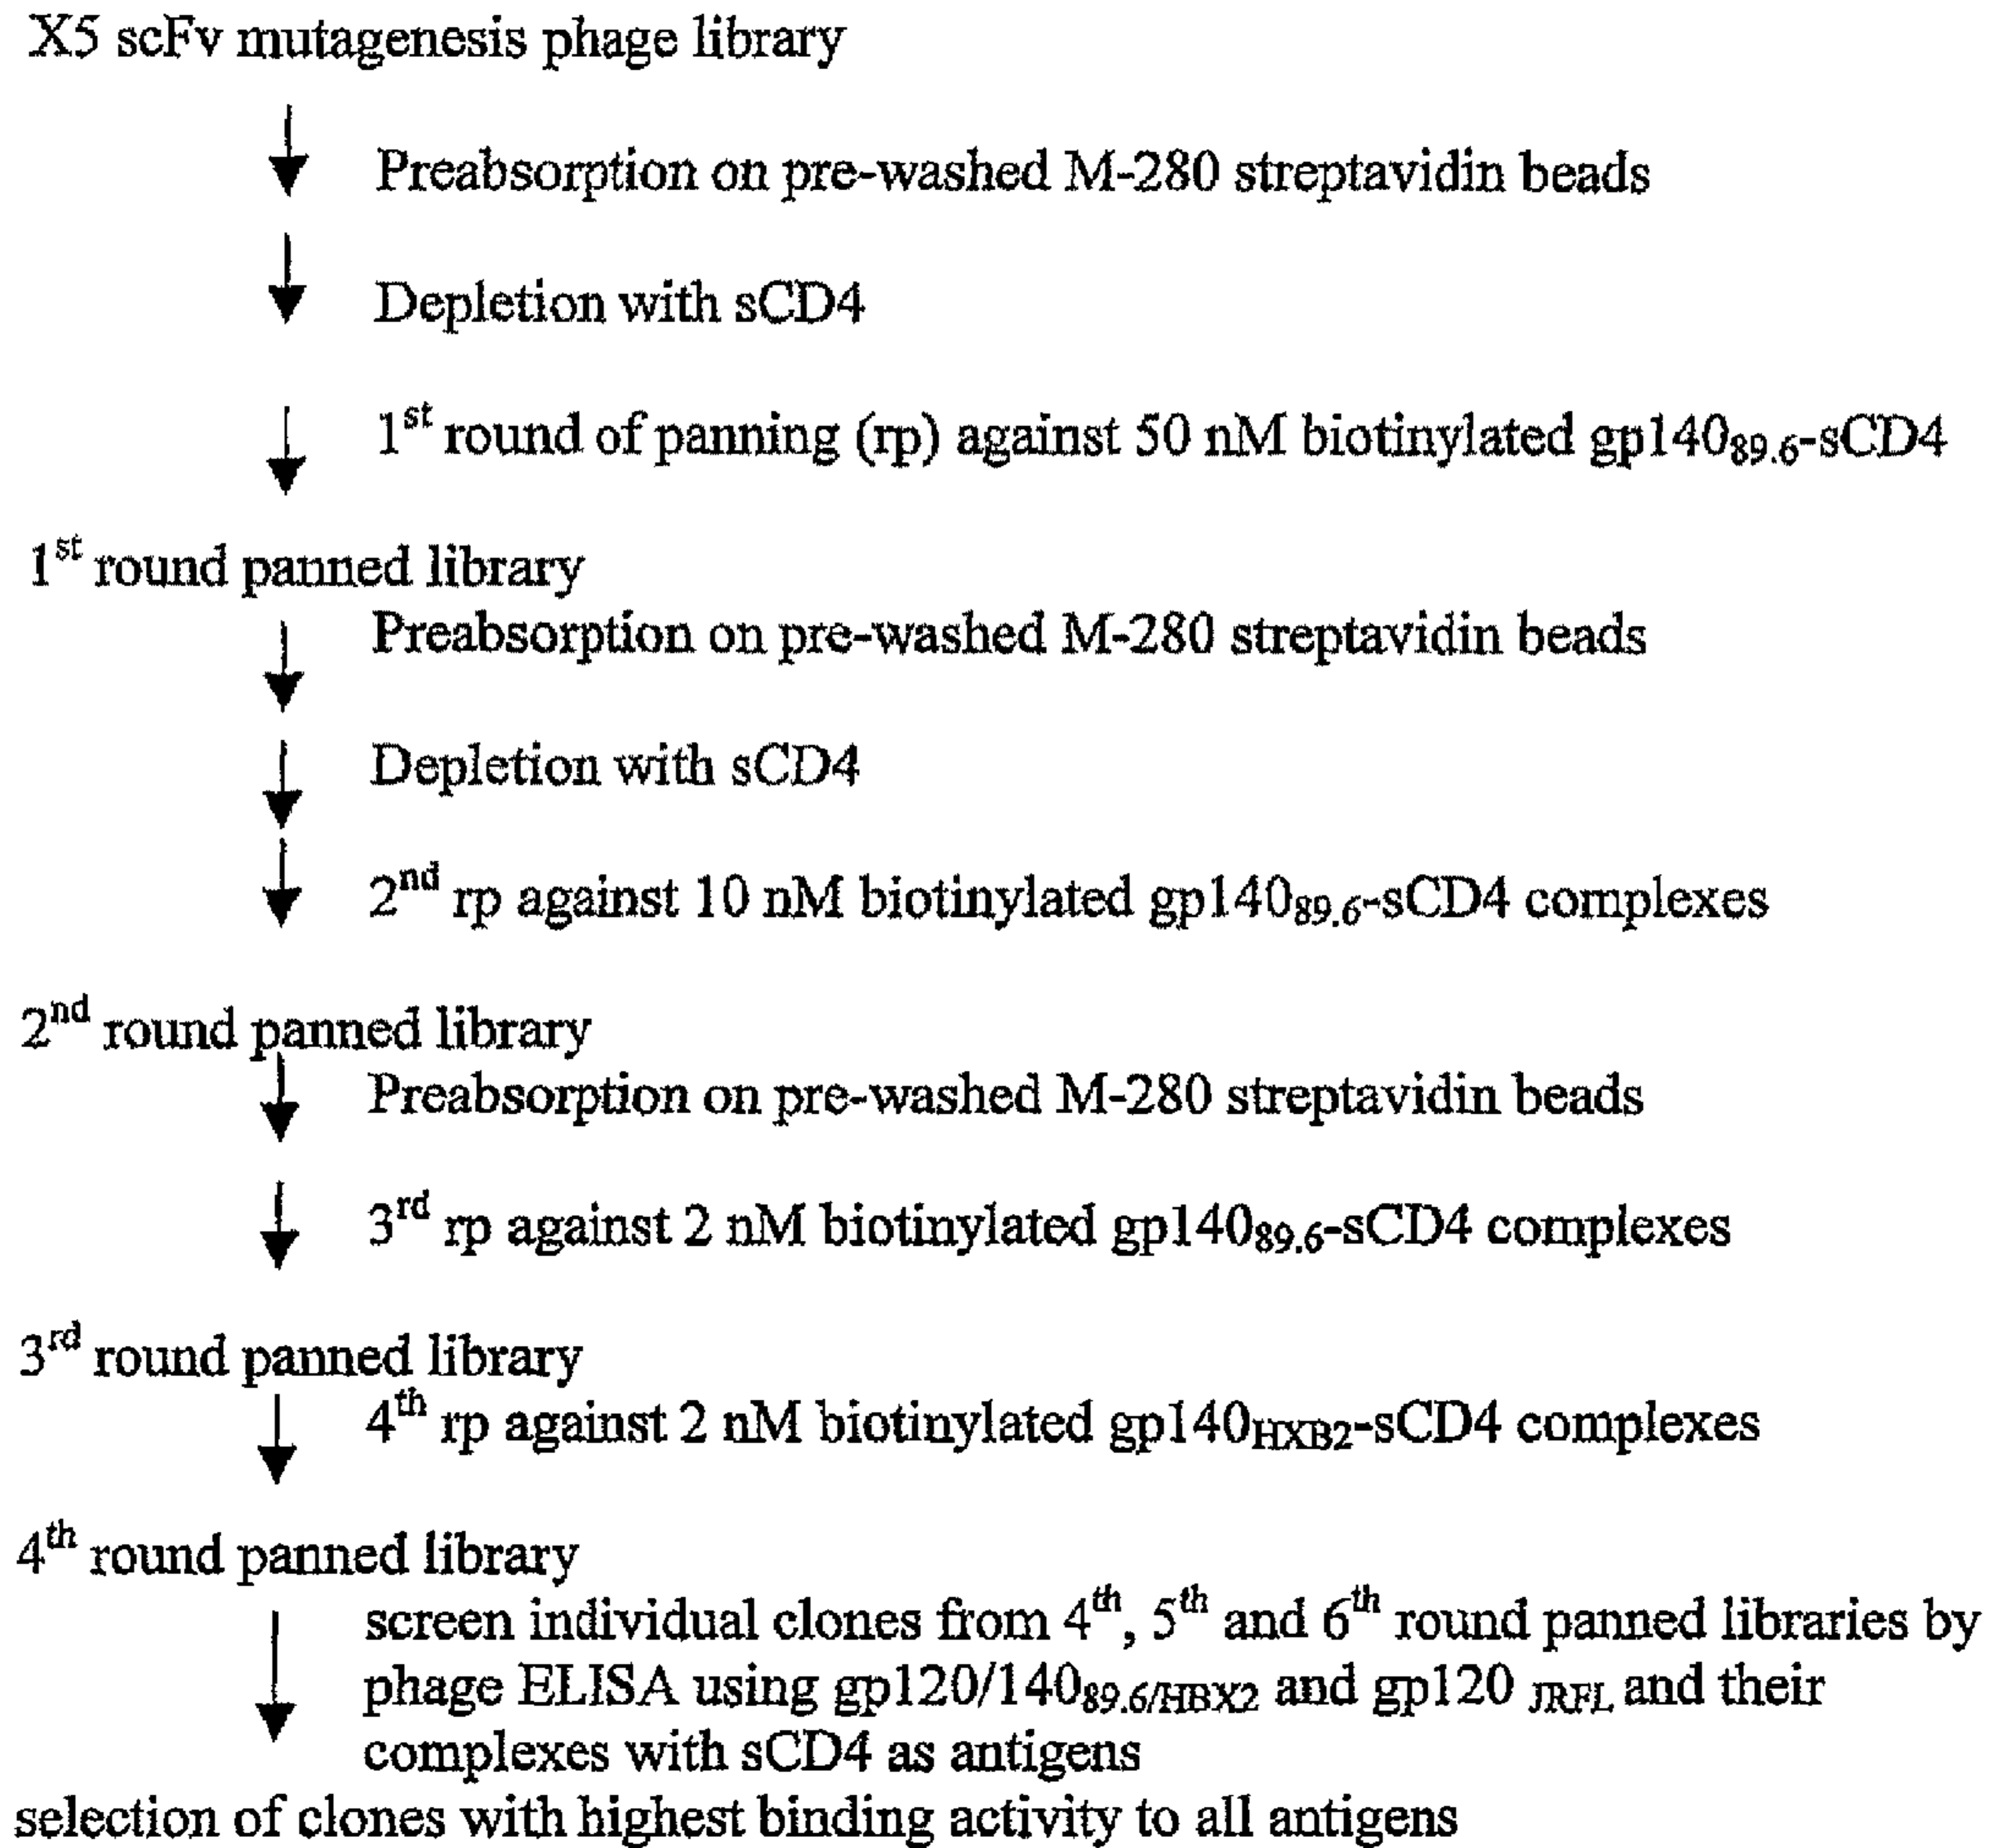 X5 scFv mutagenesis phage library
Preabsorption on pre-washed M-280 streptavidin beads
Depletion with sCD4
1st round of panning (rp) against 50 nM biotinylated gp14089.6-sCD4
1st round panned library
Preabsorption on pre-washed M-280 streptavidin beads
Depletion with sCD4
2nd rp against 10 nM biotinylated gp14089.6-sCD4 complexes
2nd round panned library
Preabsorption on pre-washed M-280 streptavidin beads
3rd rp against 2 nM biotinylated gp14089.6-sCD4 complexes
3rd round panned library
4th rp against 2 nM biotinylated gp140HXB2-sCD4 complexes
4th round panned library
screen individual clones from 4th, 5th and 6th round panned libraries by
phage ELISA using gp120/14089.6/HBX2 and gp120 JRFL and their
complexes with sCD4 as antigens
selection of clones with highest binding activity to all antigens